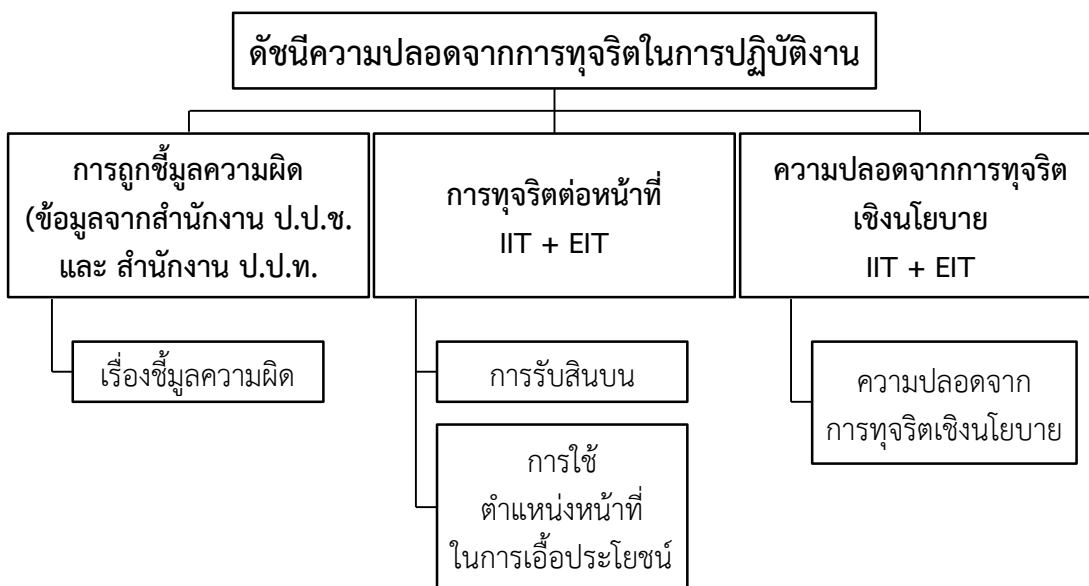 ดัชนีความปลอดจากการทุจริตในการปฏิบัติงาน
การถูกชี้มูลความผิด
(ข้อมูลจากสำนักงาน ป.ป.ช.
และ สำนักงาน ป.ป.ท.
การทุจริตต่อหน้าที่
IIT + EIT
ความปลอดจากการทุจริต
เชิงนโยบาย
IIT + EIT
เรื่องชี้มูลความผิด
การรับสินบน
การใช้
ตำแหน่งหน้าที่
ในการเอื้อประโยชน์
ความปลอดจาก
การทุจริตเชิงนโยบาย